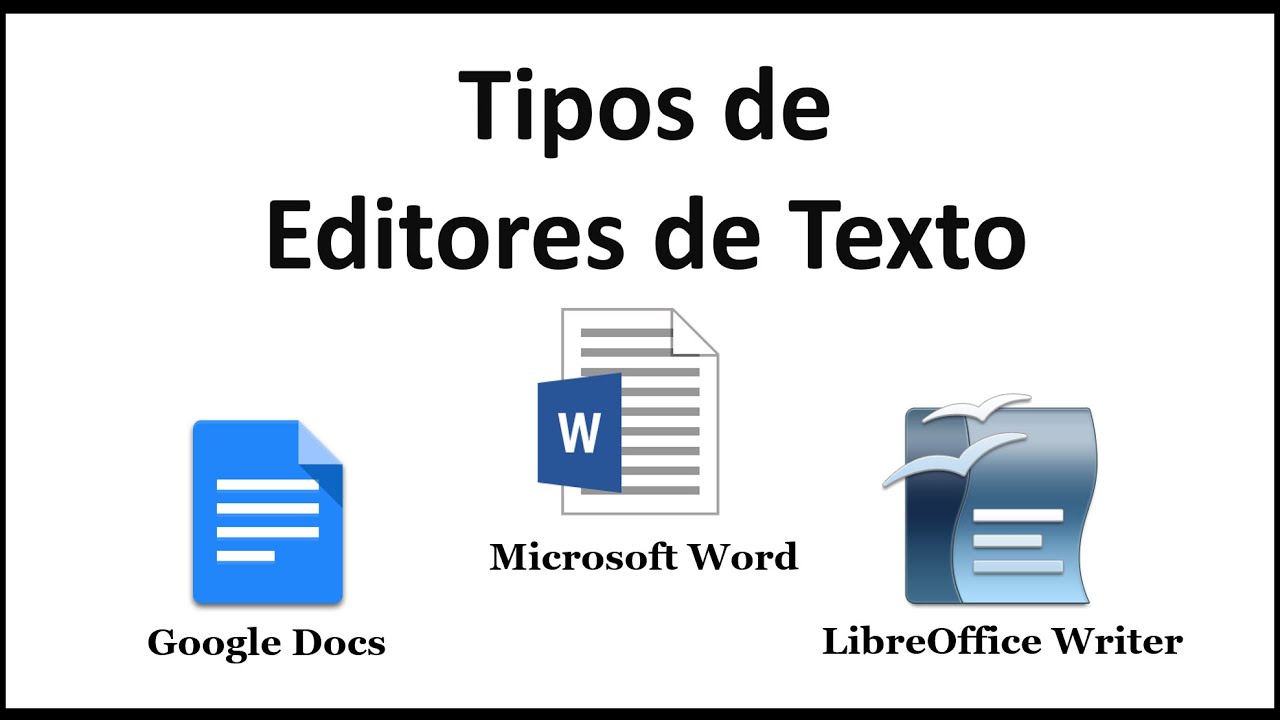 Tipos de
Editores de Texto
W
Microsoft Word
Google Docs
LibreOffice Writer